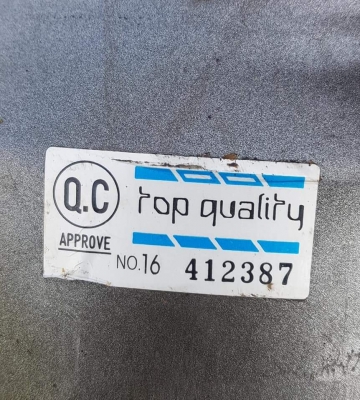 Q.C
APPROVE
top quality
NO.16 412387